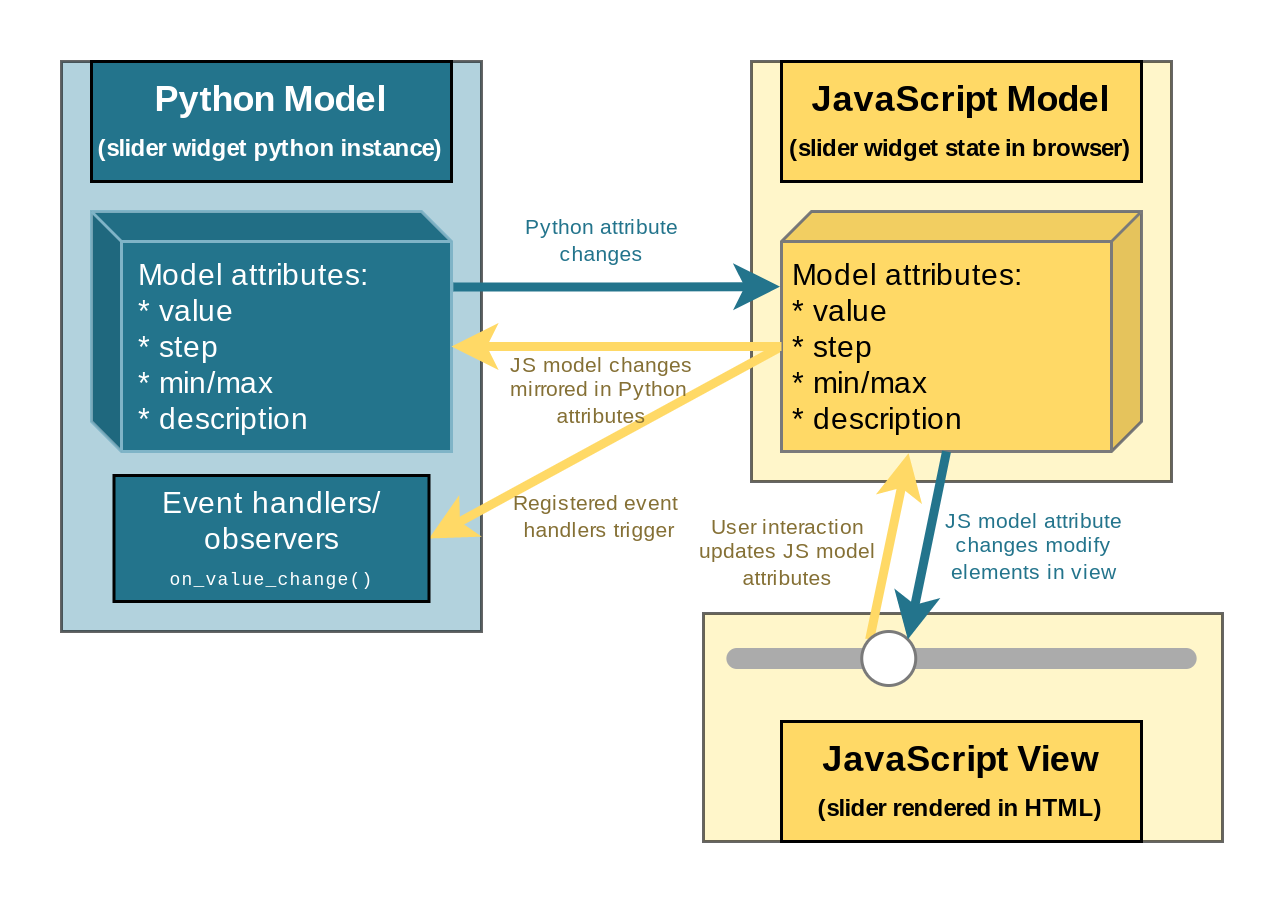 Python Model
(slider widget python instance)
Model attributes:
* value
* step
* min/max
* description
Event handlers/
observers
on_value_change()
Python attribute
changes
JS model changes
mirrored in Python
attributes
Registered event
handlers trigger
JavaScript Model
(slider widget state in browser)
Model attributes:
* value
* step
* min/max
* description
User interaction
updates JS model
attributes
JS model attribute
changes modify
elements in view
JavaScript View
(slider rendered in HTML)